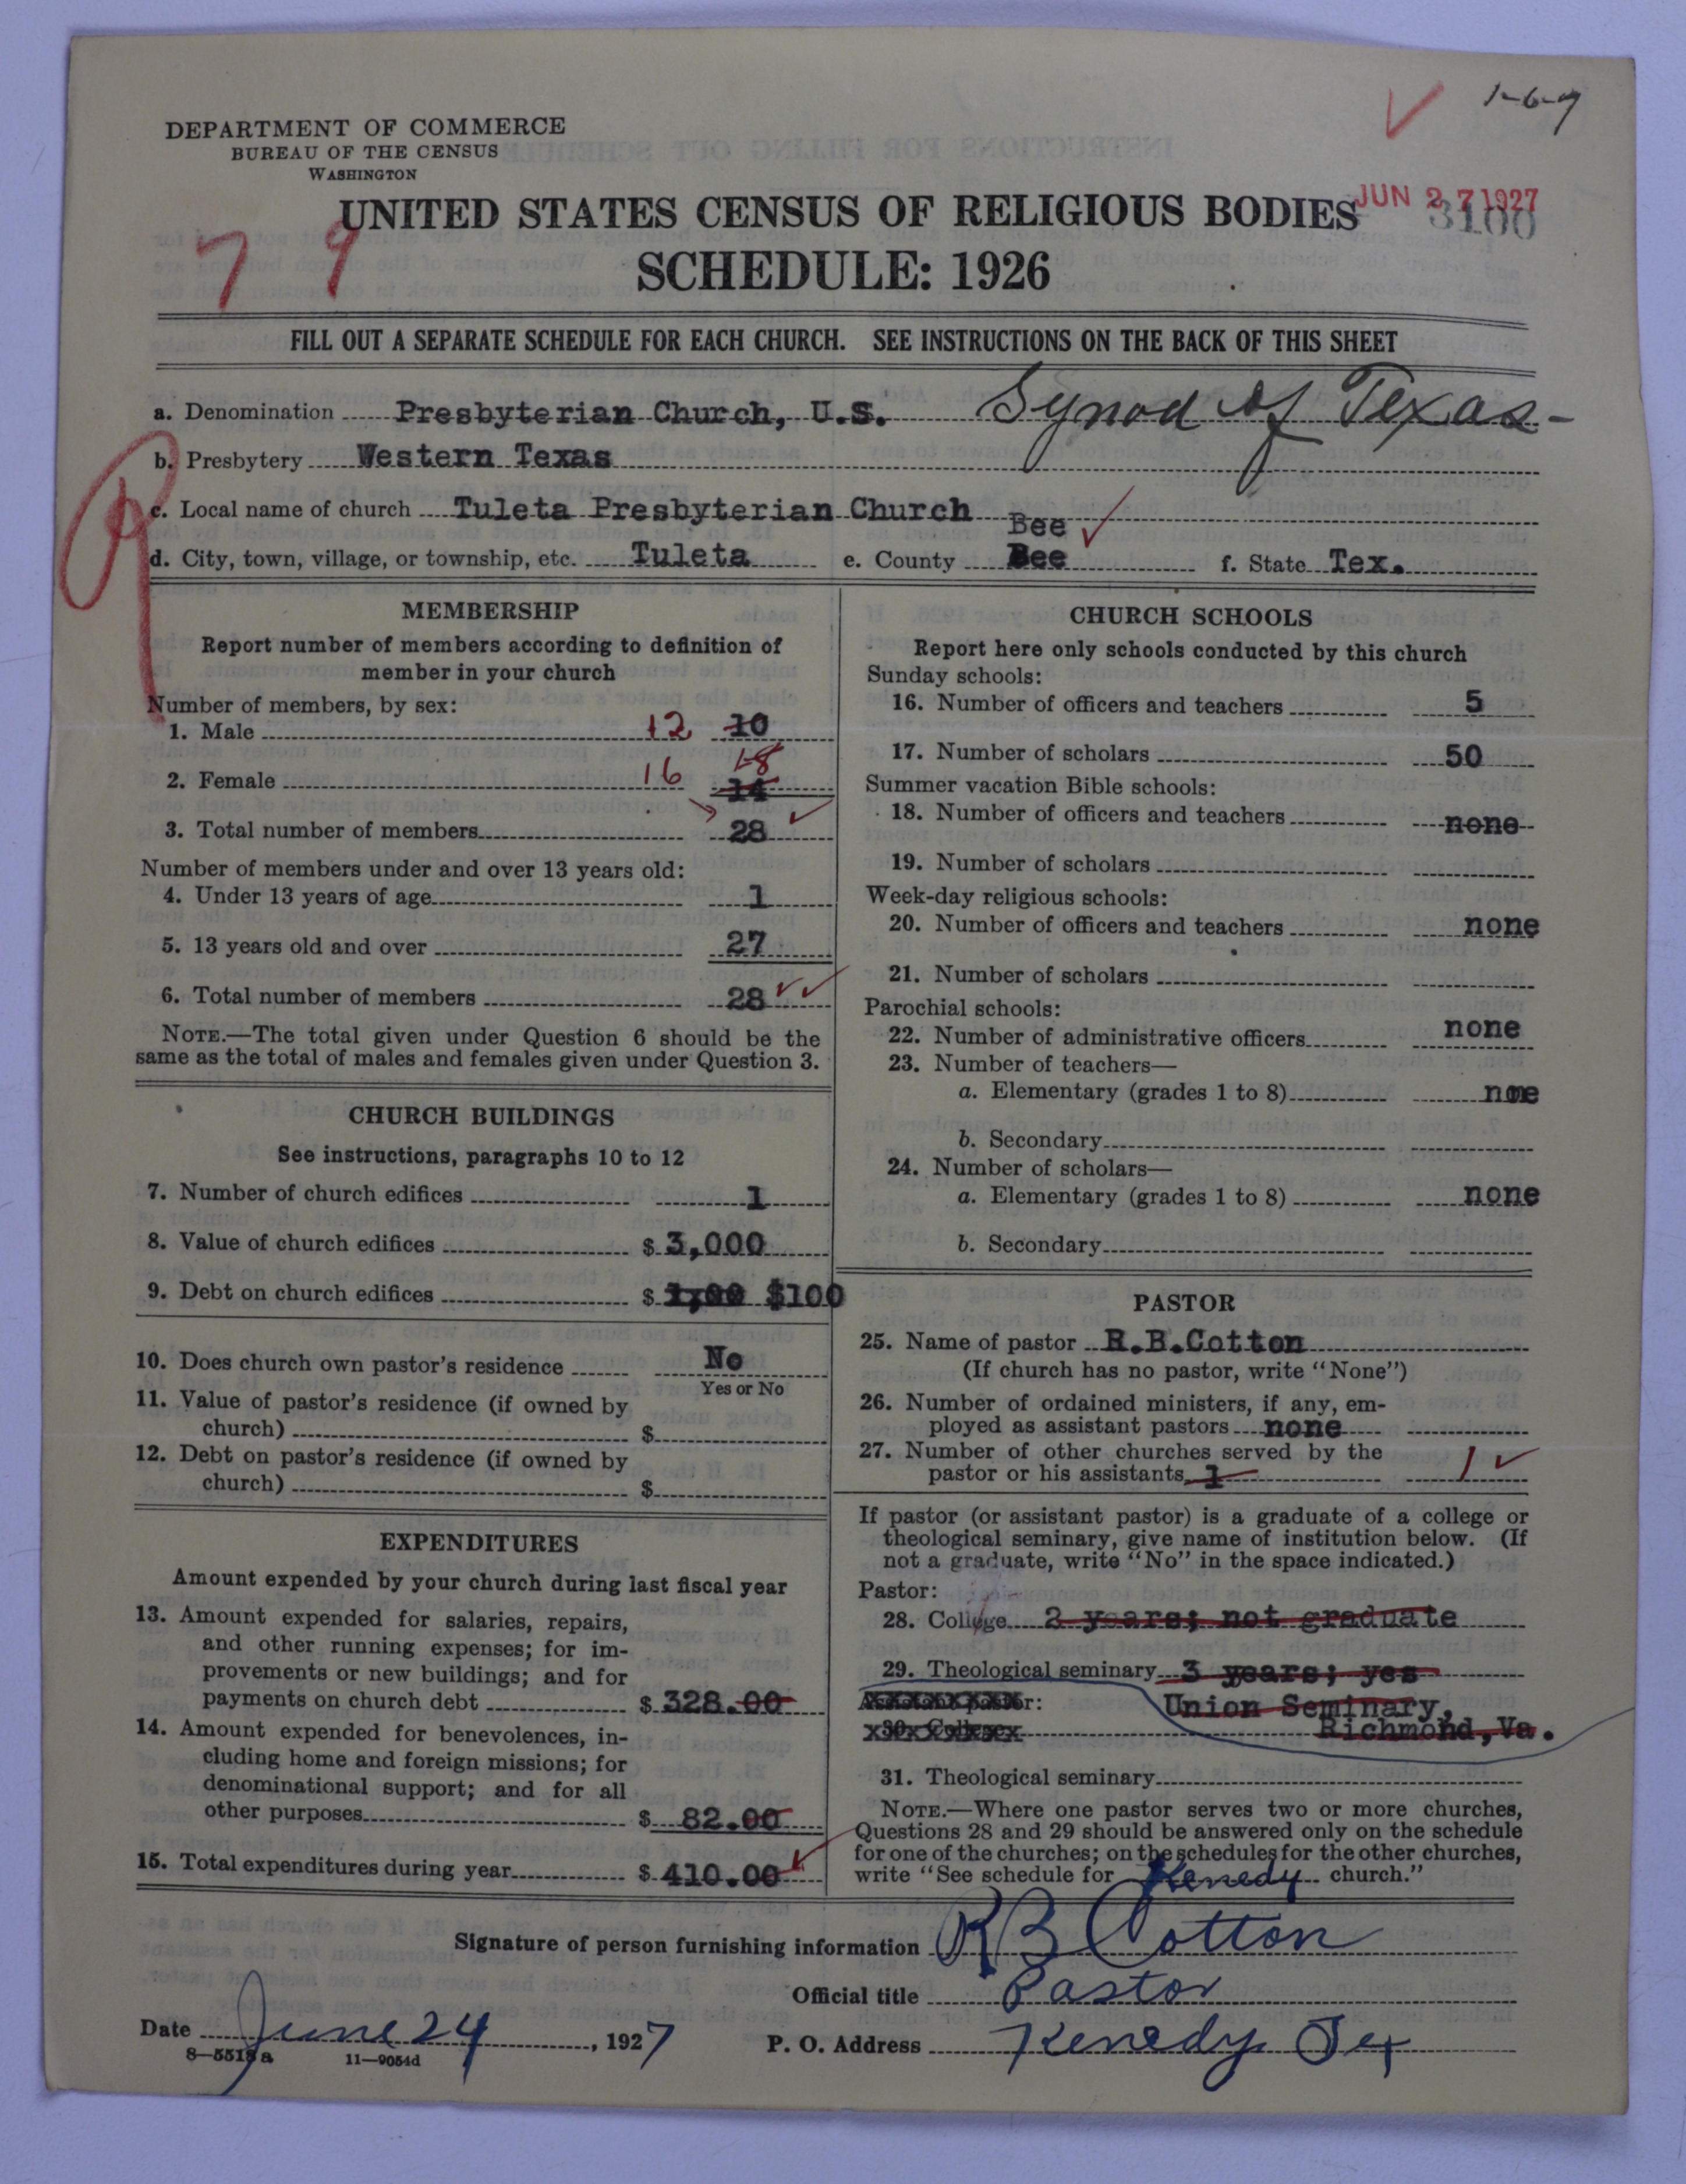 1-6-7
DEPARTMENT OF COMMERCE
BUREAU OF THE CENSUS
WASHINGTON
UNITED STATES CENSUS OF RELIGIOUS BODIES
JUN 27 1927
3100
7 9
SCHEDULE: 1926
FILL OUT A SEPARATE SCHEDULE FOR EACH CHURCH. SEE INSTRUCTIONS ON THE BACK OF THIS SHEET
a. Denomination Presbyterian Church, U.S. Synod of Texas-
b. Presbytery Western Texas
c. Local name of church Tuleta Presbyterian Church
Bee
d. City, town, village, or township, etc. Tuleta e. County Bee f. State Tex.
MEMBERSHIP
Report number of members according to definition of
member in your church
Number of members, by sex:
1. Male 12 10
18
2. Female 16 14
3. Total number of members 28
Number of members under and over 13 years old:
4. Under 13 years of age 1
5. 13 years old and over 27
6. Total number of members 28
NOTE.—The total given under Question 6 should be the
same as the total of males and females given under Question 3.
CHURCH BUILDINGS
See instructions, paragraphs 10 to 12
7. Number of church edifices 1
8. Value of church edifices $ 3,000
9. Debt on church edifices $ 1,00 $100
10. Does church own pastor's residence No
Yes or No
11. Value of pastor's residence (if owned by
church) $
12. Debt on pastor's residence (if owned by
church) $
EXPENDITURES
Amount expended by your church during last fiscal year
13. Amount expended for salaries, repairs,
and other running expenses; for im-
provements or new buildings; and for
payments on church debt $ 328.00
14. Amount expended for benevolences, in-
cluding home and foreign missions; for
denominational support; and for all
other purposes $ 82.00
15. Total expenditures during year $ 410.00
CHURCH SCHOOLS
Report here only schools conducted by this church
Sunday schools:
16. Number of officers and teachers 5
17. Number of scholars 50
Summer vacation Bible schools:
18. Number of officers and teachers none
19. Number of scholars
Week-day religious schools:
20. Number of officers and teachers none
21. Number of scholars
Parochial schools:
22. Number of administrative officers none
23. Number of teachers—
a. Elementary (grades 1 to 8) none
b. Secondary
24. Number of scholars—
a. Elementary (grades 1 to 8) none
b. Secondary
PASTOR
25. Name of pastor R.B.Cotton
(If church has no pastor, write "None")
26. Number of ordained ministers, if any, em-
ployed as assistant pastors none
27. Number of other churches served by the
pastor or his assistants 1 1
If pastor (or assistant pastor) is a graduate of a college or
theological seminary, give name of institution below. (If
not a graduate, write "No" in the space indicated.)
Pastor:
28. College 2 years; not graduate
29. Theological seminary 3 years; yes
Assistant pastor: Union Seminary,
30. College Richmond, Va.
31. Theological seminary
NOTE.—Where one pastor serves two or more churches,
Questions 28 and 29 should be answered only on the schedule
for one of the churches; on the schedules for the other churches,
write "See schedule for Kenedy church."
Signature of person furnishing information RB Cotton
Official title Pastor
Date June 24, 1927 P. O. Address Kenedy Tex
8—5518a 11—9054d